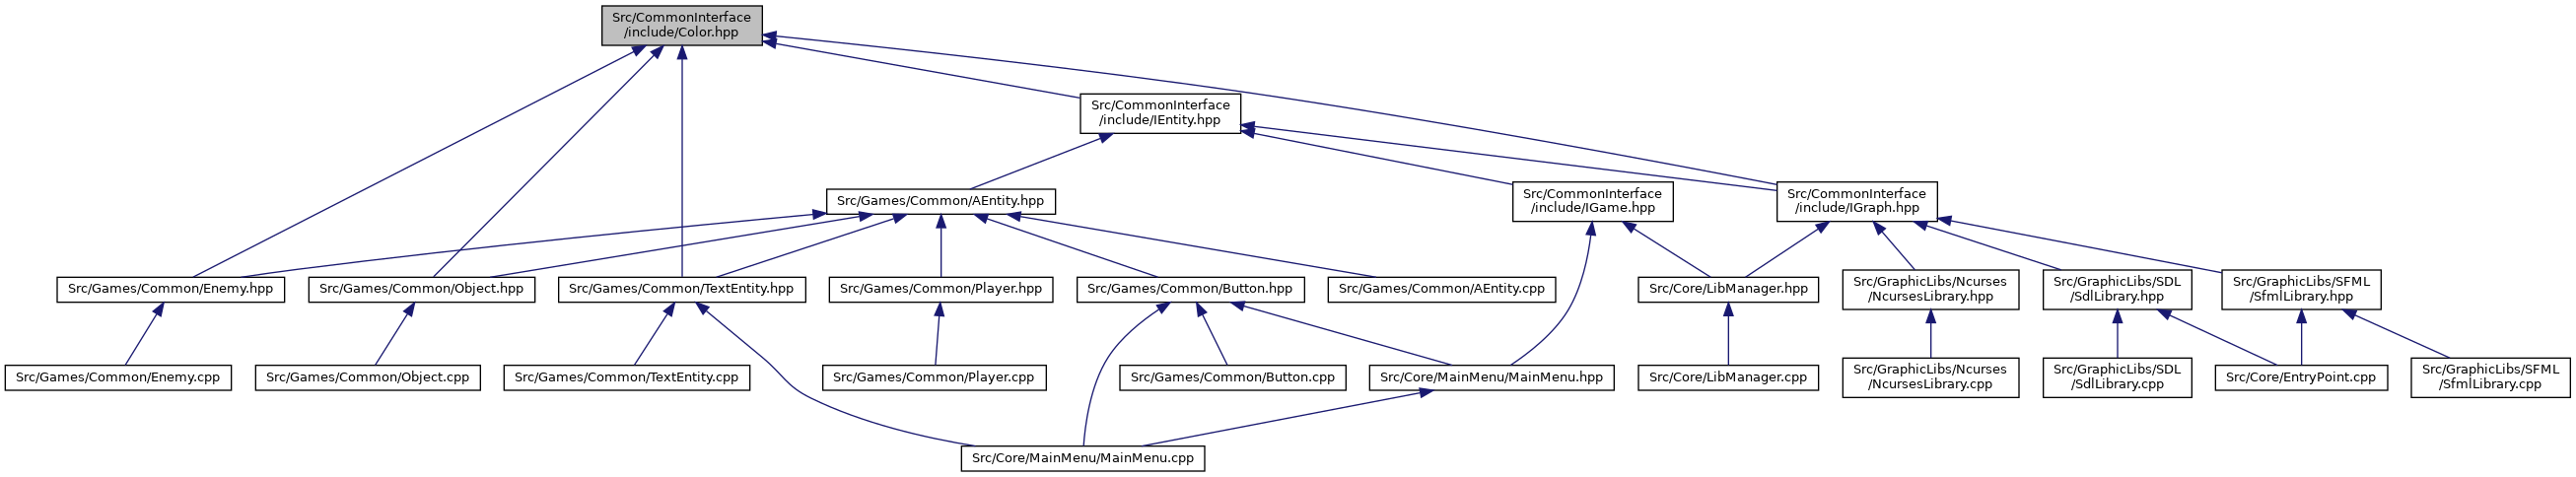 Src/CommonInterface
/include/Color.hpp
Src/CommonInterface
/include/IEntity.hpp
Src/Games/Common/AEntity.hpp
Src/CommonInterface
/include/IGame.hpp
Src/CommonInterface
/include/IGraph.hpp
Src/Games/Common/Enemy.hpp
Src/Games/Common/Object.hpp
Src/Games/Common/TextEntity.hpp
Src/Games/Common/Player.hpp
Src/Games/Common/Button.hpp
Src/Games/Common/AEntity.cpp
Src/Core/LibManager.hpp
Src/GraphicLibs/Ncurses
/NcursesLibrary.hpp
Src/GraphicLibs/SDL
/SdlLibrary.hpp
Src/GraphicLibs/SFML
/SfmlLibrary.hpp
Src/Games/Common/Enemy.cpp
Src/Games/Common/Object.cpp
Src/Games/Common/TextEntity.cpp
Src/Games/Common/Player.cpp
Src/Games/Common/Button.cpp
Src/Core/MainMenu/MainMenu.hpp
Src/Core/LibManager.cpp
Src/GraphicLibs/Ncurses
/NcursesLibrary.cpp
Src/GraphicLibs/SDL
/SdlLibrary.cpp
Src/Core/EntryPoint.cpp
Src/GraphicLibs/SFML
/SfmlLibrary.cpp
Src/Core/MainMenu/MainMenu.cpp